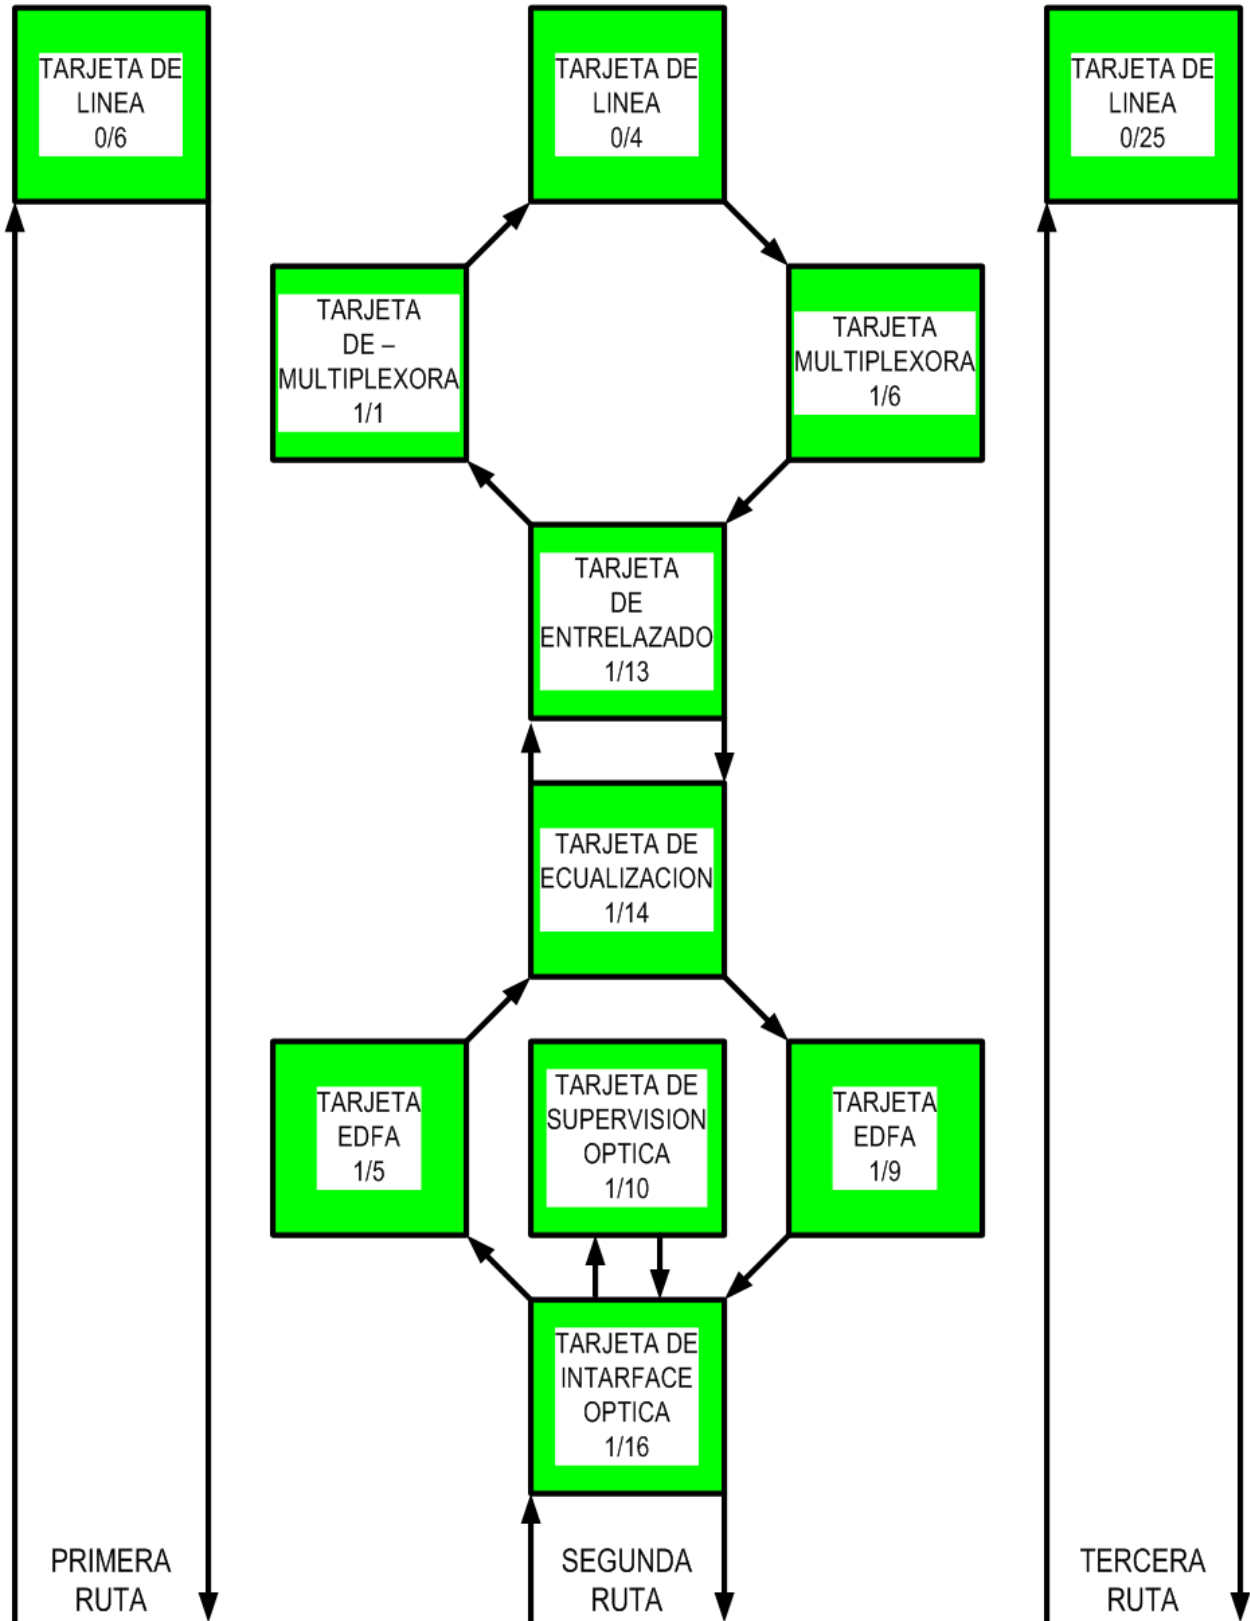 TARJETA DE
LINEA
0/6
TARJETA DE
LINEA
0/4
TARJETA DE
LINEA
0/25
TARJETA
DE –
MULTIPLEXORA
1/1
TARJETA
MULTIPLEXORA
1/6
TARJETA
DE
ENTRELAZADO
1/13
TARJETA DE
ECUALIZACION
1/14
TARJETA
EDFA
1/5
TARJETA DE
SUPERVISION
OPTICA
1/10
TARJETA
EDFA
1/9
TARJETA DE
INTARFACE
OPTICA
1/16
PRIMERA
RUTA
SEGUNDA
RUTA
TERCERA
RUTA